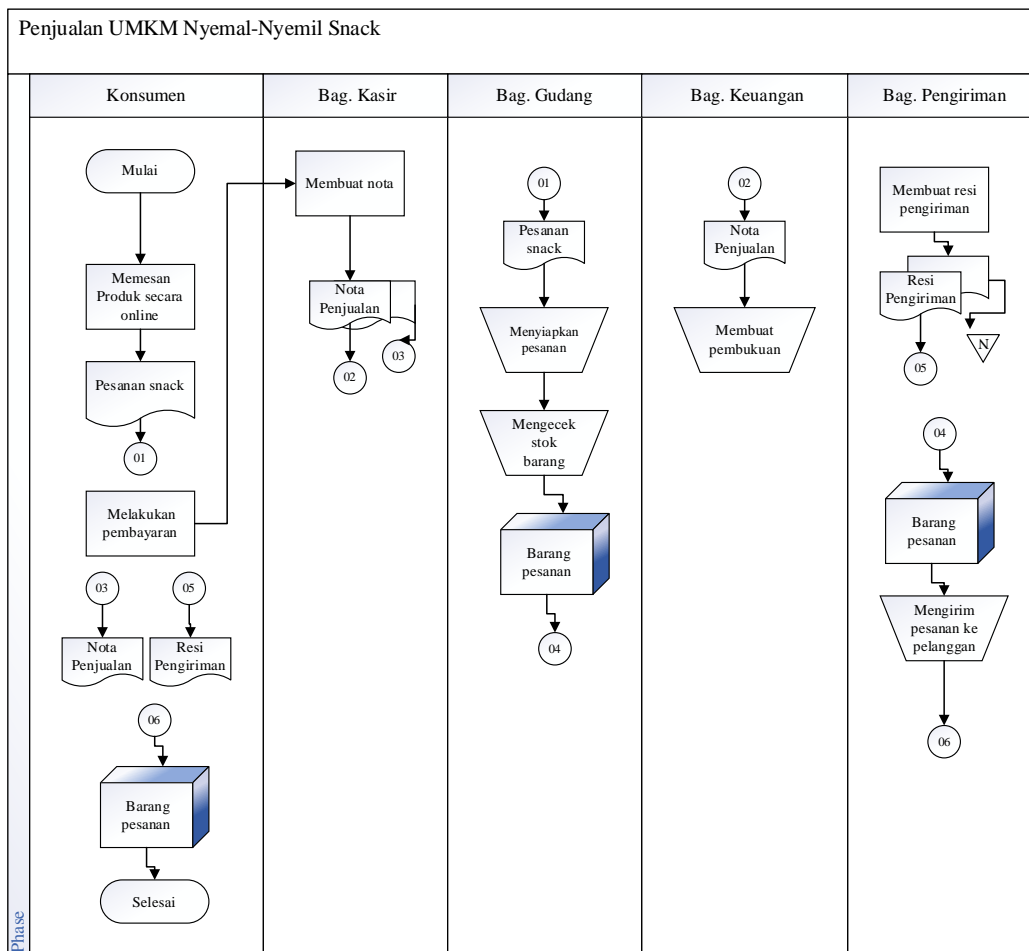 Penjualan UMKM Nyemal-Nyemil Snack
Phase
Konsumen
Bag. Kasir
Bag. Gudang
Bag. Keuangan
Bag. Pengiriman
Mulai
Memesan
Produk secara
online
Pesanan snack
01
Melakukan
pembayaran
03
05
Nota
Penjualan
Resi
Pengiriman
06
Barang
pesanan
Selesai
Membuat nota
Nota
Penjualan
03
02
01
Pesanan
snack
Menyiapkan
pesanan
Mengecek
stok
barang
Barang
pesanan
04
02
Nota
Penjualan
Membuat
pembukuan
Membuat resi
pengiriman
Resi
Pengiriman
N
05
04
Barang
pesanan
Mengirim
pesanan ke
pelanggan
06